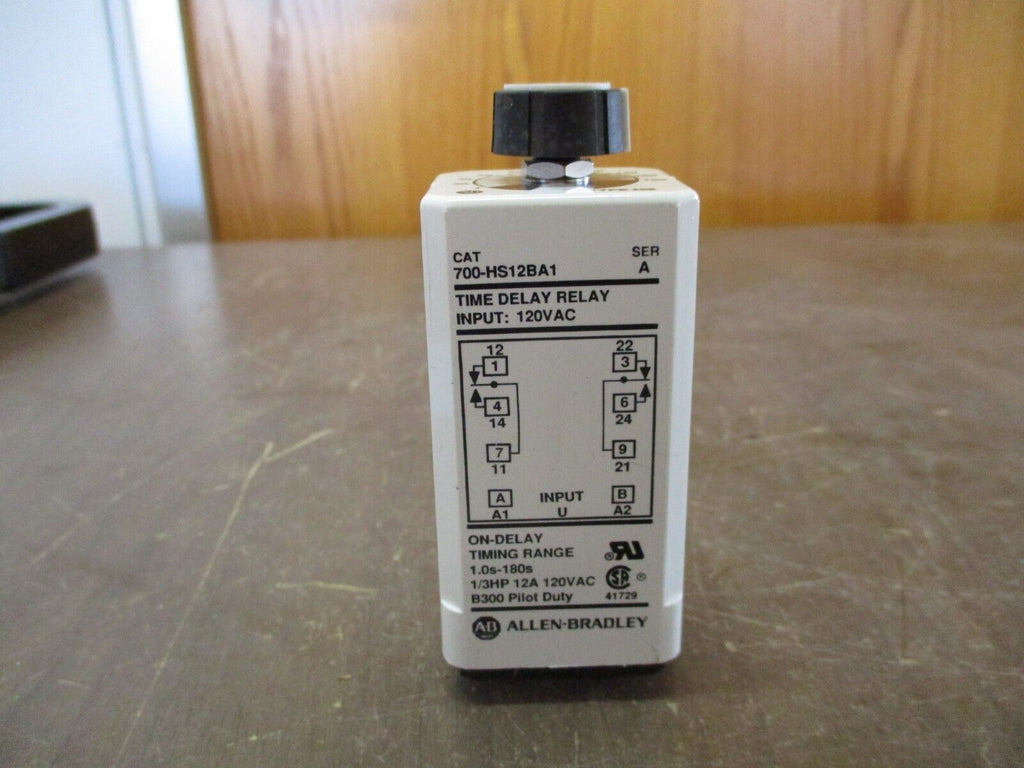 CAT
700-HS12BA1
SER
A
TIME DELAY RELAY
INPUT: 120VAC
12 22
1 3
4 6
14 24
7 9
11 21
A INPUT B
A1 U A2
ON-DELAY
TIMING RANGE
1.0s-180s
1/3HP 12A 120VAC
B300 Pilot Duty
® RU
SA ®
41729
AB ALLEN-BRADLEY